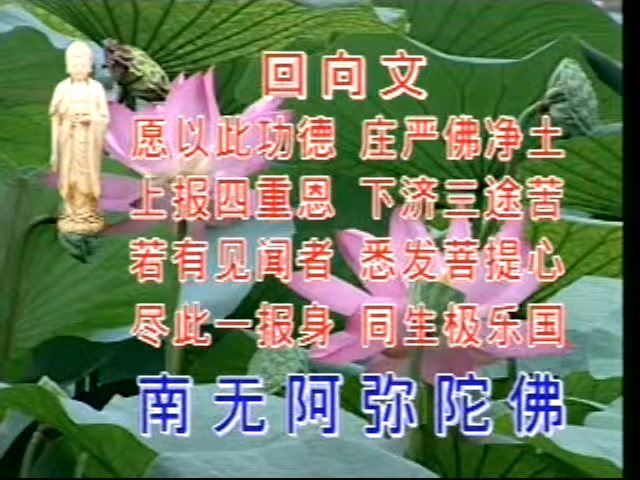 回向文
愿以此功德 庄严佛净土
上报四重恩 下济三途苦
若有见闻者 悉发菩提心
尽此一报身 同生极乐国
南无阿弥陀佛